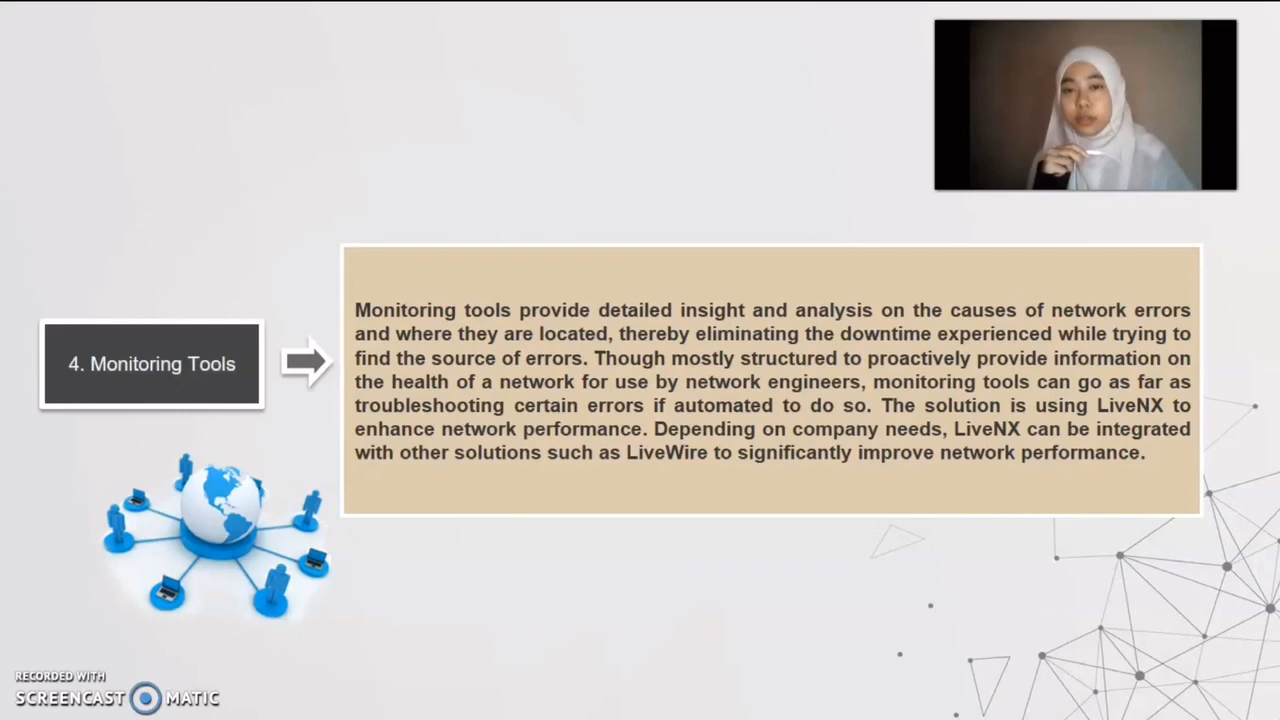 4. Monitoring Tools
Monitoring tools provide detailed insight and analysis on the causes of network errors
and where they are located, thereby eliminating the downtime experienced while trying to
find the source of errors. Though mostly structured to proactively provide information on
the health of a network for use by network engineers, monitoring tools can go as far as
troubleshooting certain errors if automated to do so. The solution is using LiveNX to
enhance network performance. Depending on company needs, LiveNX can be integrated
with other solutions such as LiveWire to significantly improve network performance.
RECORDED WITH
SCREENCAST MATIC